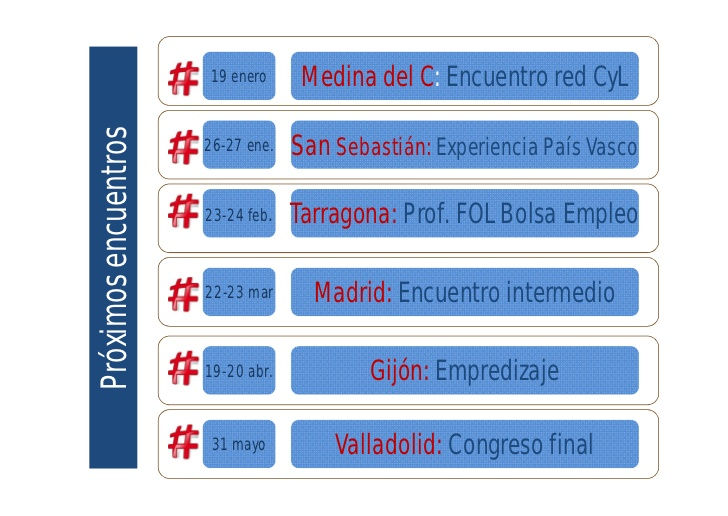 Próximos encuentros
# 19 enero Medina del C: Encuentro red CyL
# 26-27 ene. San Sebastián: Experiencia País Vasco
# 23-24 feb. Tarragona: Prof. FOL Bolsa Empleo
# 22-23 mar Madrid: Encuentro intermedio
# 19-20 abr. Gijón: Empredizaje
# 31 mayo Valladolid: Congreso final